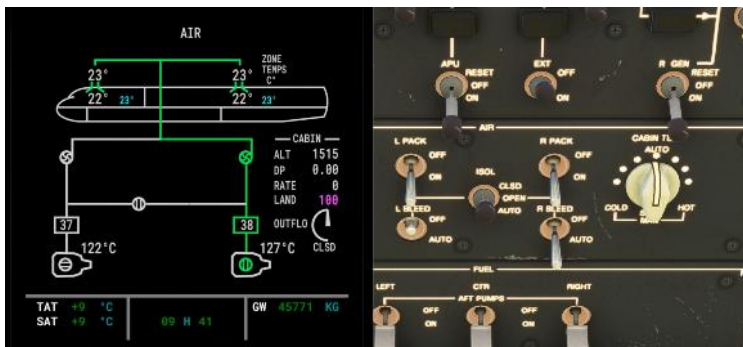 AIR
ZONE
TEMPS
C°
23°
23°
22° 23°
22° 23°
CABIN
ALT 1515
DP 0.00
RATE 0
LAND 100
OUTFLO
CLSD
37
38
122°C
127°C
TAT +9 °C
SAT +9 °C
09 H 41
GW 45771 KG
APU
EXT
R GEN
RESET
OFF
ON
OFF
ON
RESET
OFF
ON
AIR
L PACK
R PACK
CABIN TE
AUTO
OFF
ON
ISOL
CLSD
OPEN
AUTO
OFF
ON
COLD
HOT
MAN
L BLEED
OFF
AUTO
R BLEED
OFF
AUTO
FUEL
LEFT
CTR
RIGHT
AFT PUMPS
OFF
ON
OFF
ON